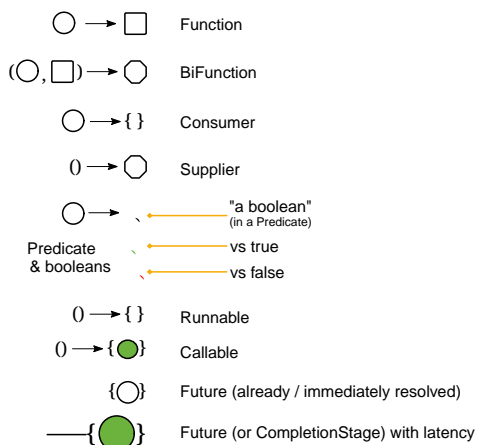 Function
( , ) BiFunction
{ } Consumer
() Supplier
"a boolean"
(in a Predicate)
Predicate
& booleans
vs true
vs false
() { } Runnable
() { } Callable
{ } Future (already / immediately resolved)
{ } Future (or CompletionStage) with latency